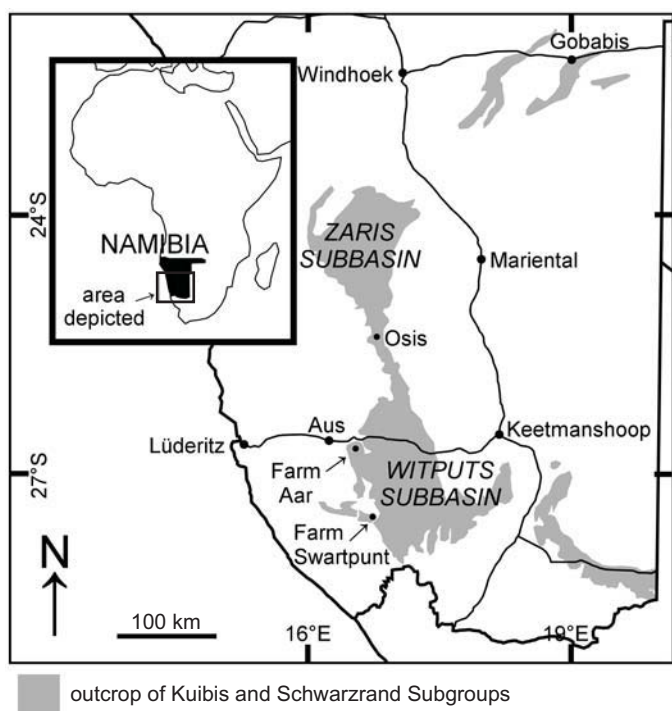 Gobabis
Windhoek
24°S
ZARIS
SUBBASIN
NAMIBIA
Mariental
area
depicted
Osis
Aus
Keetmanshoop
Lüderitz
27°S
Farm
Aar
WITPUTS
SUBBASIN
Farm
Swartpunt
N
100 km
16°E
19°E
outcrop of Kuibis and Schwarzrand Subgroups